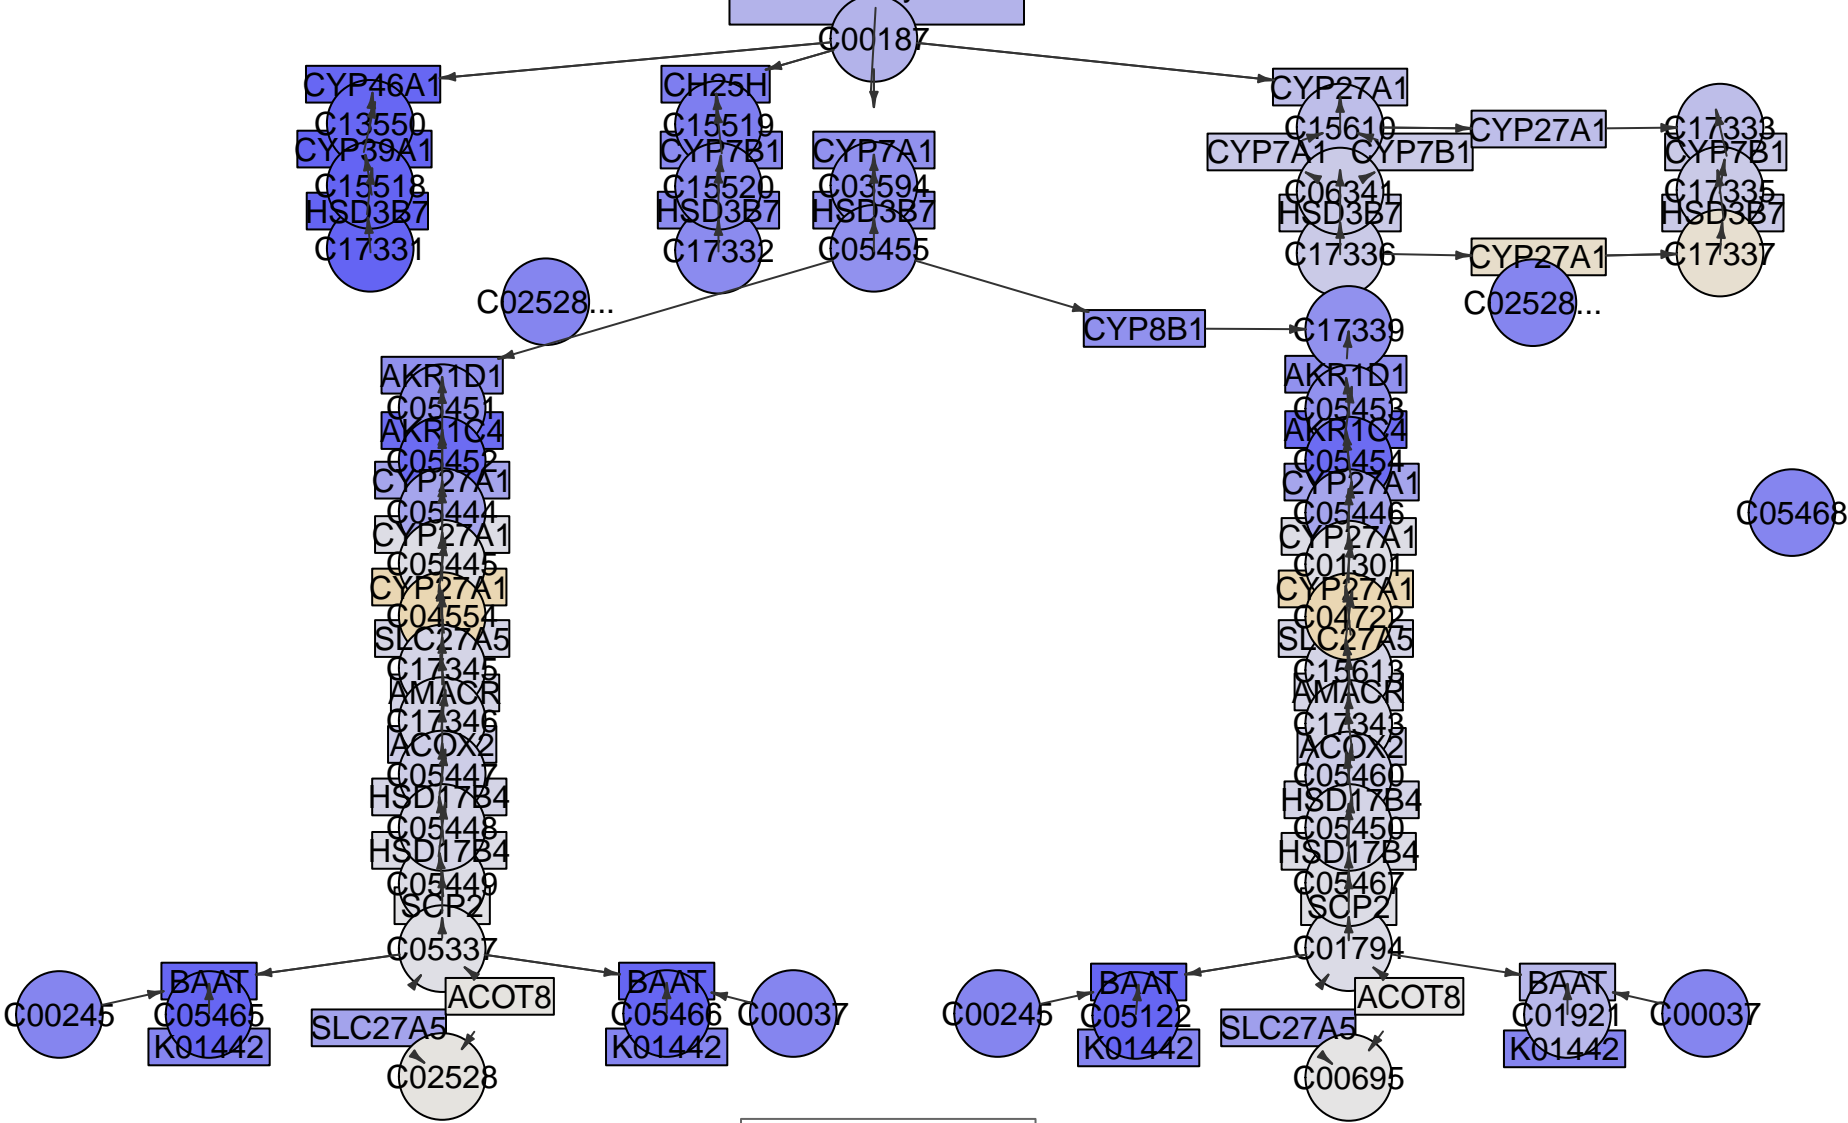 C00187
CYP46A1
CH25H
CYP27A1
C13550
C15519
C15610
CYP27A1
C17333
CYP39A1
CYP7B1
CYP7A1
CYP7A1
CYP7B1
CYP7B1
C15518
C15520
C03594
C06341
C17335
HSD3B7
HSD3B7
HSD3B7
HSD3B7
HSD3B7
C17331
C17332
C05455
C17336
CYP27A1
C17337
C02528...
C02528...
CYP8B1
C17339
AKR1D1
AKR1D1
C05451
C05453
AKR1C4
AKR1C4
C05452
C05454
CYP27A1
CYP27A1
C05444
C05446
C05468
CYP27A1
CYP27A1
C05445
C01301
CYP27A1
CYP27A1
C04554
C04722
SLC27A5
SLC27A5
C17345
C15613
AMACR
AMACR
C17346
C17343
ACOX2
ACOX2
C05447
C05460
HSD17B4
HSD17B4
C05448
C05450
HSD17B4
HSD17B4
C05449
C05467
SCP2
SCP2
C05337
C01794
BAAT
BAAT
BAAT
BAAT
ACOT8
ACOT8
C00245
C05465
C05466
C00037
C00245
C05122
C01921
C00037
SLC27A5
SLC27A5
K01442
K01442
K01442
K01442
C02528
C00695